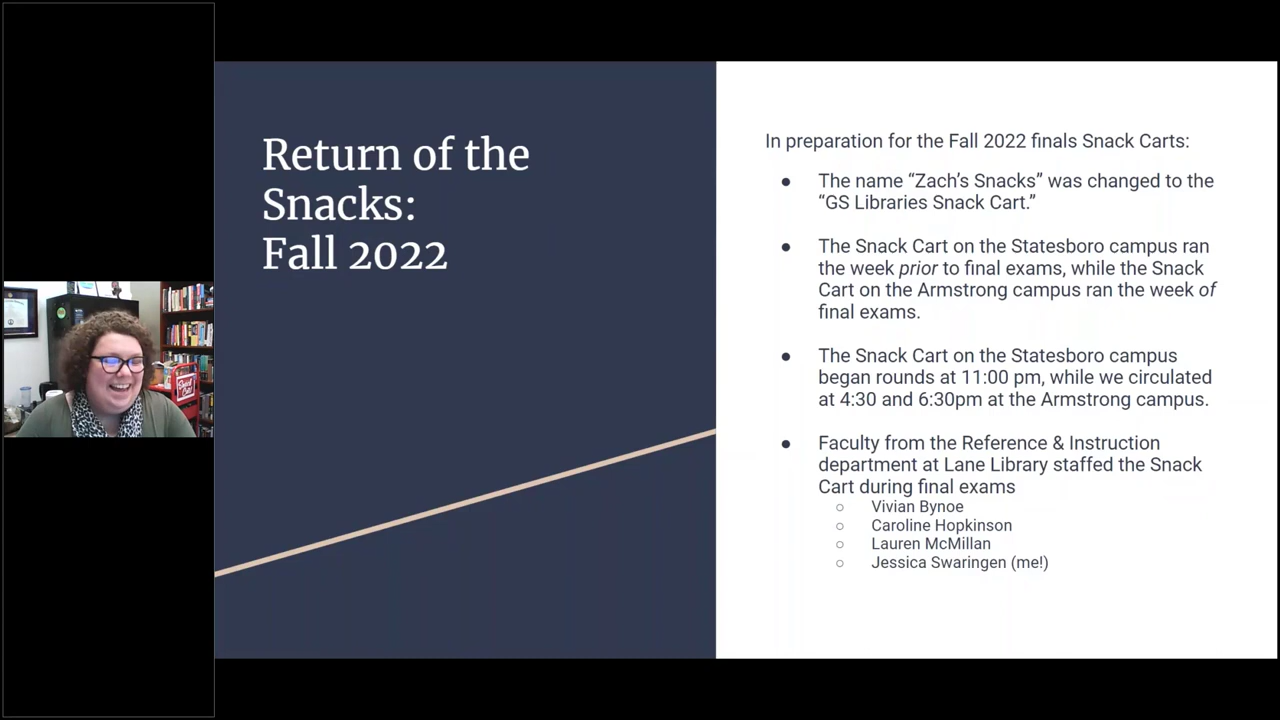 Return of the
Snacks:
Fall 2022
In preparation for the Fall 2022 finals Snack Carts:
● The name “Zach’s Snacks” was changed to the
“GS Libraries Snack Cart.”
● The Snack Cart on the Statesboro campus ran
the week prior to final exams, while the Snack
Cart on the Armstrong campus ran the week of
final exams.
● The Snack Cart on the Statesboro campus
began rounds at 11:00 pm, while we circulated
at 4:30 and 6:30pm at the Armstrong campus.
● Faculty from the Reference & Instruction
department at Lane Library staffed the Snack
Cart during final exams
○ Vivian Bynoe
○ Caroline Hopkinson
○ Lauren McMillan
○ Jessica Swaringen (me!)